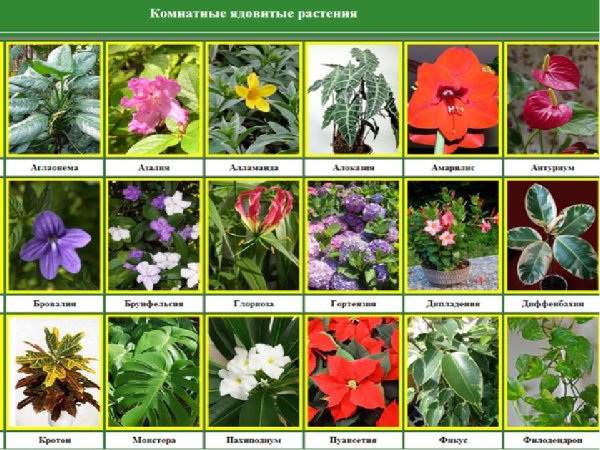 Комнатные ядовитые растения
Аглаонема Азалия Алламанда Алоказия Амарилис Антуриум
Бровалия Брунфельсия Глориоза Гортензия Дипладения Диффенбахия
Кротон Монстера Пахиподиум Пуансетия Фикус Филодендрон